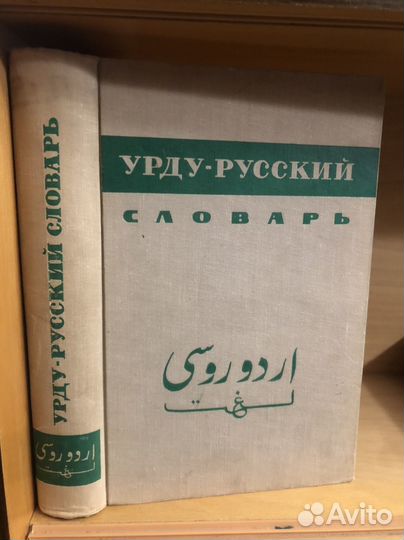 УРДУ-РУССКИЙ СЛОВАРЬ
اردو روسی
لغت
УРДУ-РУССКИЙ
СЛОВАРЬ
اردو روسی
لغت
Avito